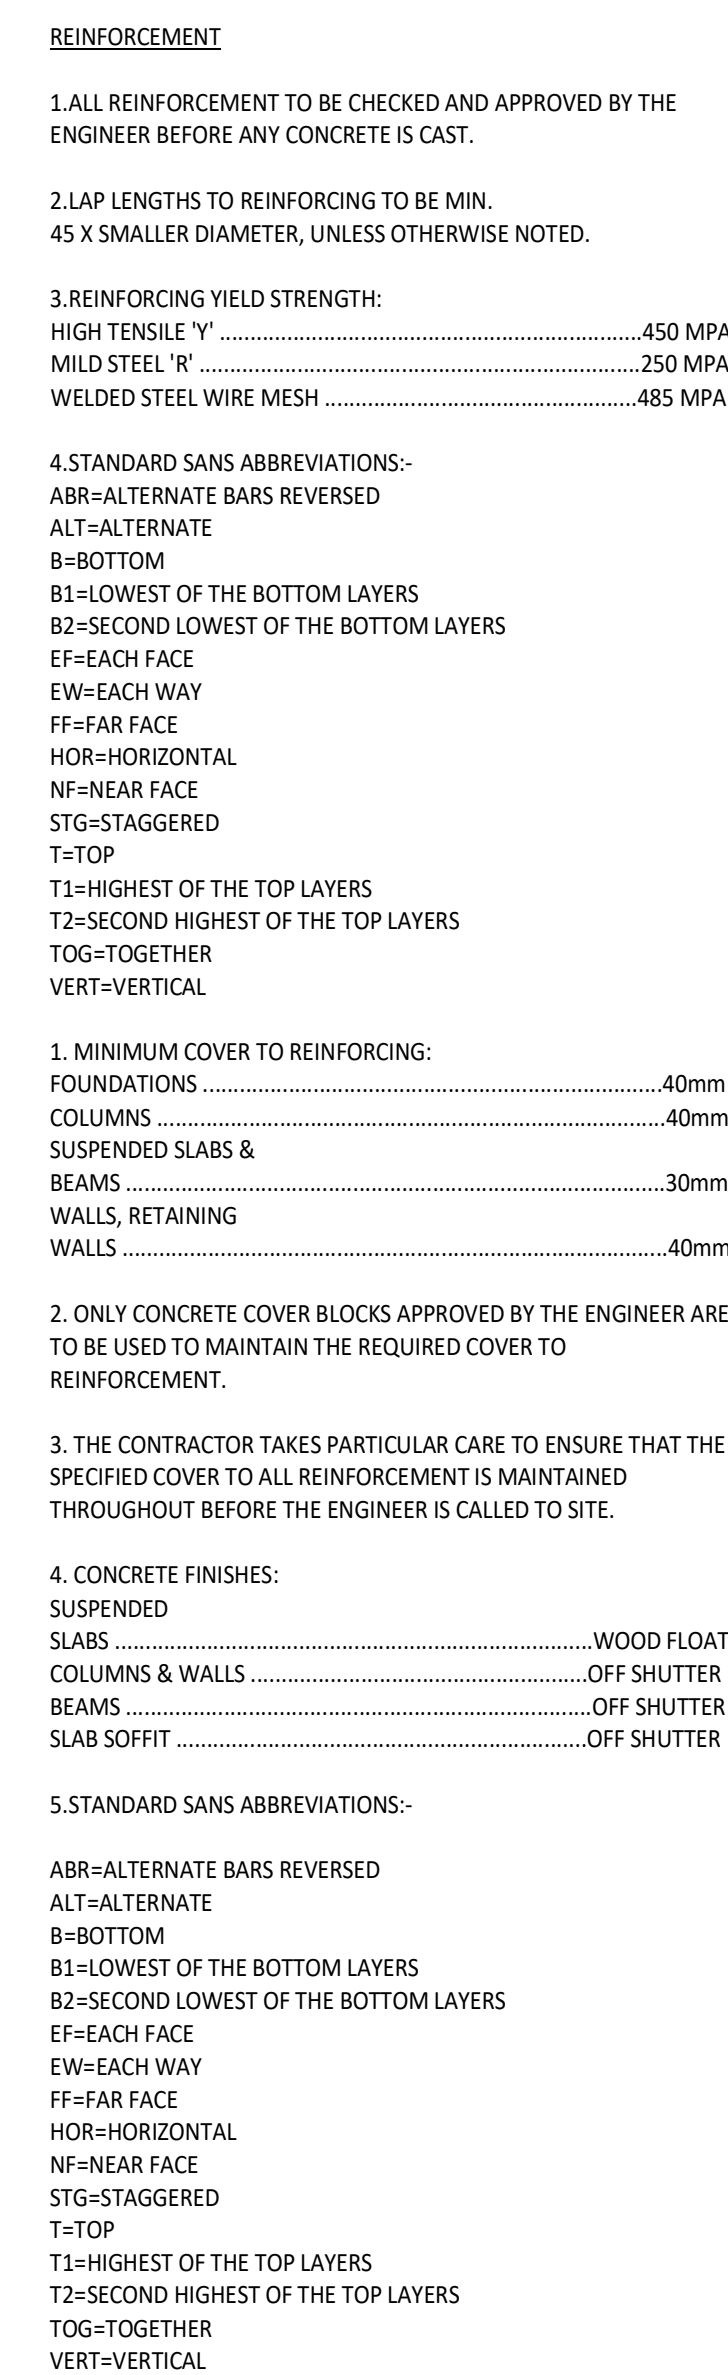 REINFORCEMENT
1.ALL REINFORCEMENT TO BE CHECKED AND APPROVED BY THE
ENGINEER BEFORE ANY CONCRETE IS CAST.
2.LAP LENGTHS TO REINFORCING TO BE MIN.
45 X SMALLER DIAMETER, UNLESS OTHERWISE NOTED.
3.REINFORCING YIELD STRENGTH:
HIGH TENSILE 'Y' .....................................................................450 MPA
MILD STEEL 'R' ........................................................................250 MPA
WELDED STEEL WIRE MESH ...................................................485 MPA
4.STANDARD SANS ABBREVIATIONS:-
ABR=ALTERNATE BARS REVERSED
ALT=ALTERNATE
B=BOTTOM
B1=LOWEST OF THE BOTTOM LAYERS
B2=SECOND LOWEST OF THE BOTTOM LAYERS
EF=EACH FACE
EW=EACH WAY
FF=FAR FACE
HOR=HORIZONTAL
NF=NEAR FACE
STG=STAGGERED
T=TOP
T1=HIGHEST OF THE TOP LAYERS
T2=SECOND HIGHEST OF THE TOP LAYERS
TOG=TOGETHER
VERT=VERTICAL
1. MINIMUM COVER TO REINFORCING:
FOUNDATIONS ...........................................................................40mm
COLUMNS ...................................................................................40mm
SUSPENDED SLABS &
BEAMS ........................................................................................30mm
WALLS, RETAINING
WALLS .........................................................................................40mm
2. ONLY CONCRETE COVER BLOCKS APPROVED BY THE ENGINEER ARE
TO BE USED TO MAINTAIN THE REQUIRED COVER TO
REINFORCEMENT.
3. THE CONTRACTOR TAKES PARTICULAR CARE TO ENSURE THAT THE
SPECIFIED COVER TO ALL REINFORCEMENT IS MAINTAINED
THROUGHOUT BEFORE THE ENGINEER IS CALLED TO SITE.
4. CONCRETE FINISHES:
SUSPENDED
SLABS ..............................................................................WOOD FLOAT
COLUMNS & WALLS .......................................................OFF SHUTTER
BEAMS ............................................................................OFF SHUTTER
SLAB SOFFIT ...................................................................OFF SHUTTER
5.STANDARD SANS ABBREVIATIONS:-
ABR=ALTERNATE BARS REVERSED
ALT=ALTERNATE
B=BOTTOM
B1=LOWEST OF THE BOTTOM LAYERS
B2=SECOND LOWEST OF THE BOTTOM LAYERS
EF=EACH FACE
EW=EACH WAY
FF=FAR FACE
HOR=HORIZONTAL
NF=NEAR FACE
STG=STAGGERED
T=TOP
T1=HIGHEST OF THE TOP LAYERS
T2=SECOND HIGHEST OF THE TOP LAYERS
TOG=TOGETHER
VERT=VERTICAL